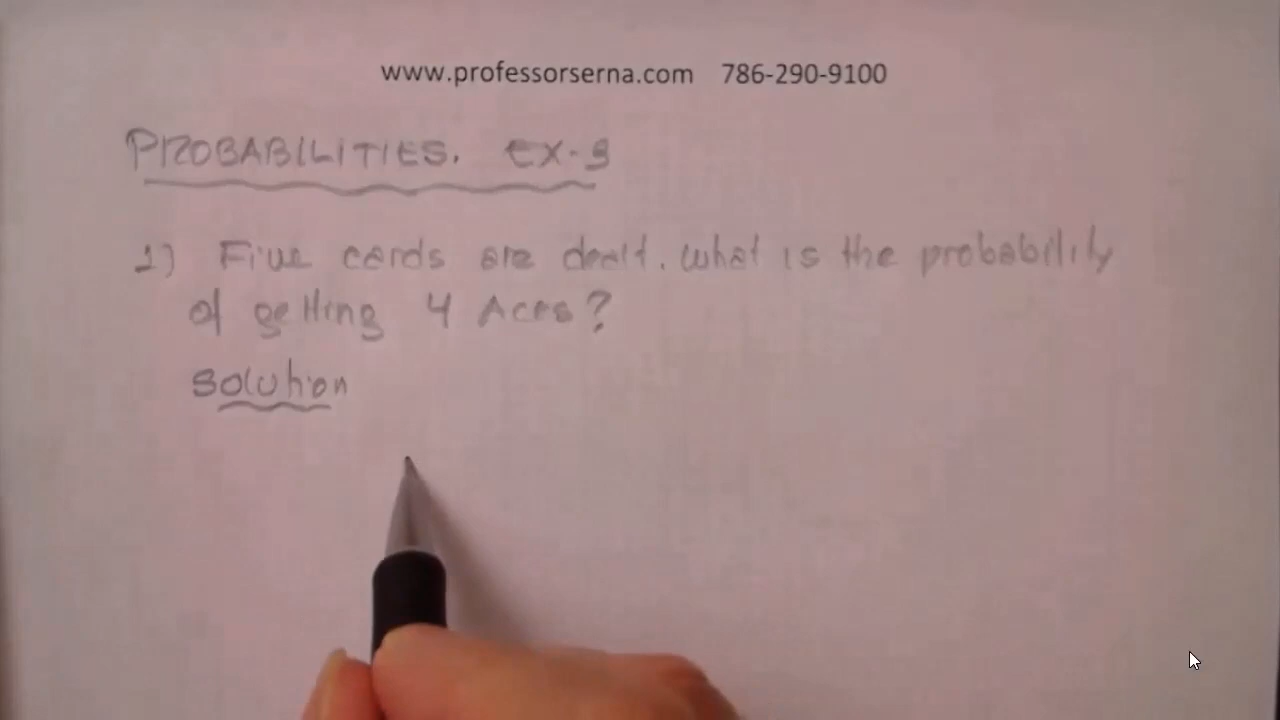 www.professorserna.com 786-290-9100
PROBABILITIES. EX-9
1) Five cards are dealt. what is the probability
of getting 4 Aces?
Solution